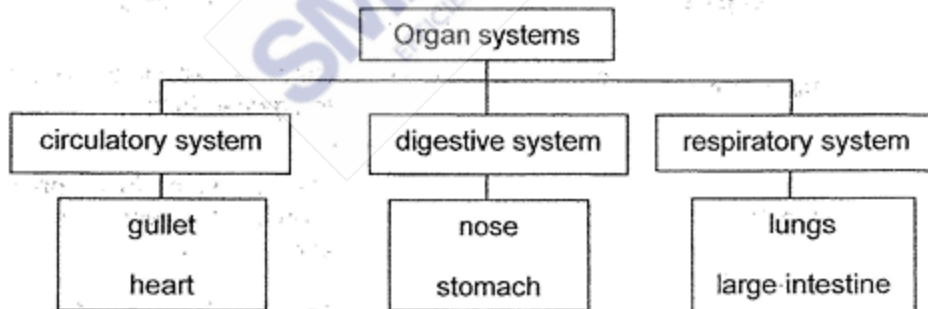 Organ systems
circulatory system
digestive system
respiratory system
gullet
heart
nose
stomach
lungs
large intestine